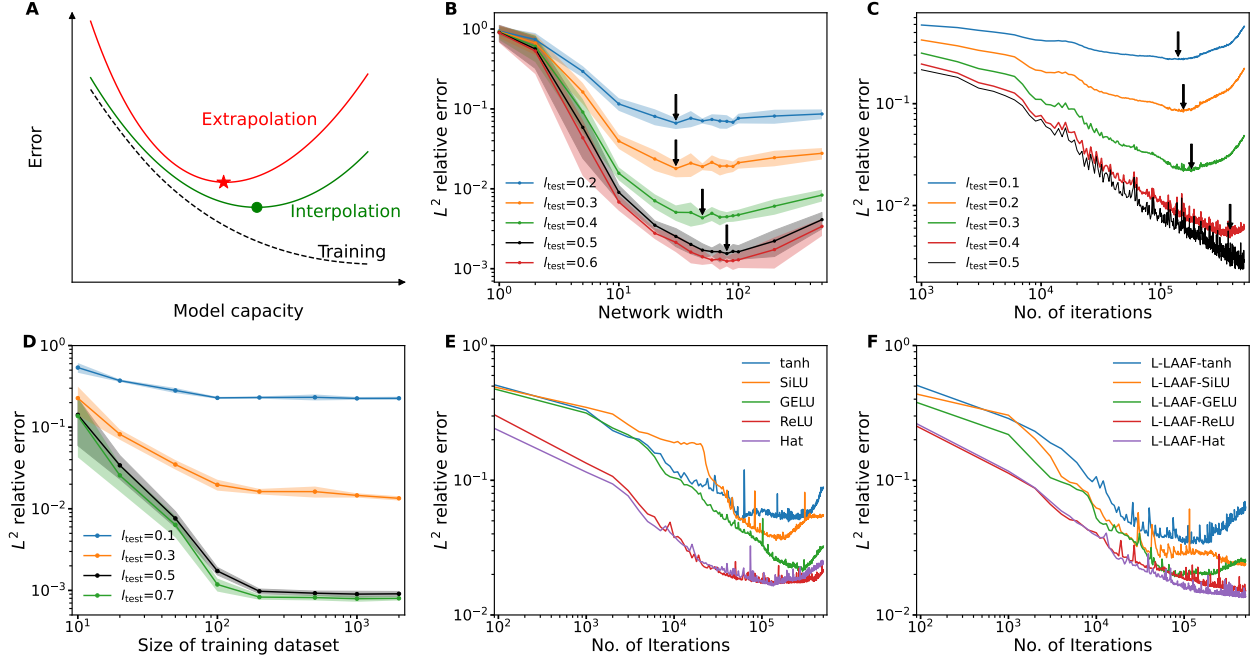 A
Error
Extrapolation
Interpolation
Training
Model capacity
B
L² relative error
10⁰
10⁻¹
10⁻²
10⁻³
l_test=0.2
l_test=0.3
l_test=0.4
l_test=0.5
l_test=0.6
10⁰ 10¹ 10²
Network width
C
L² relative error
10⁻¹
10⁻²
l_test=0.1
l_test=0.2
l_test=0.3
l_test=0.4
l_test=0.5
10³ 10⁴ 10⁵
No. of iterations
D
L² relative error
10⁰
10⁻¹
10⁻²
10⁻³
l_test=0.1
l_test=0.3
l_test=0.5
l_test=0.7
10¹ 10² 10³
Size of training dataset
E
L² relative error
10⁰
10⁻¹
10⁻²
tanh
SiLU
GELU
ReLU
Hat
10² 10³ 10⁴ 10⁵
No. of Iterations
F
L² relative error
10⁰
10⁻¹
10⁻²
L-LAAF-tanh
L-LAAF-SiLU
L-LAAF-GELU
L-LAAF-ReLU
L-LAAF-Hat
10² 10³ 10⁴ 10⁵
No. of Iterations